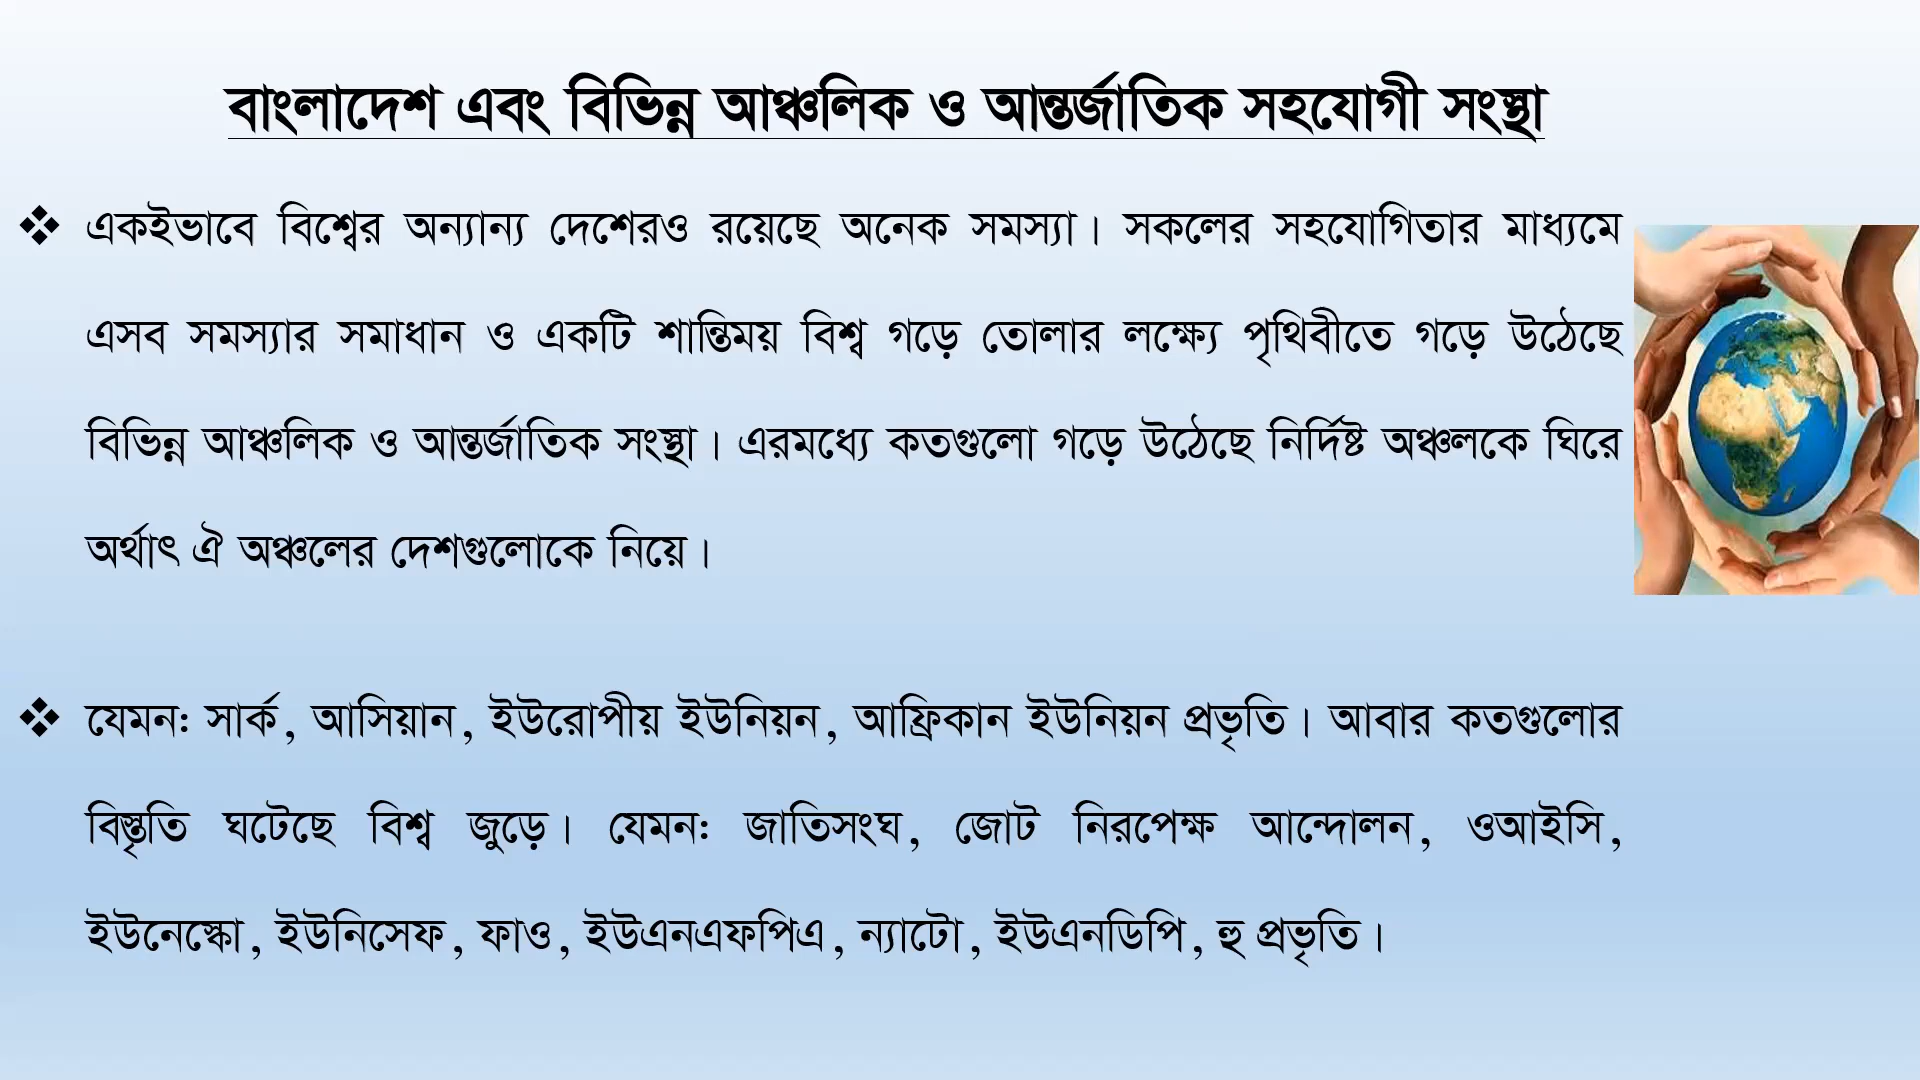 বাংলাদেশ এবং বিভিন্ন আঞ্চলিক ও আন্তর্জাতিক সহযোগী সংস্থা
❖ একইভাবে বিশ্বের অন্যান্য দেশেরও রয়েছে অনেক সমস্যা। সকলের সহযোগিতার মাধ্যমে
এসব সমস্যার সমাধান ও একটি শান্তিময় বিশ্ব গড়ে তোলার লক্ষ্যে পৃথিবীতে গড়ে উঠেছে
বিভিন্ন আঞ্চলিক ও আন্তর্জাতিক সংস্থা। এরমধ্যে কতগুলো গড়ে উঠেছে নির্দিষ্ট অঞ্চলকে ঘিরে
অর্থাৎ ঐ অঞ্চলের দেশগুলোকে নিয়ে।
❖ যেমনঃ সার্ক, আসিয়ান, ইউরোপীয় ইউনিয়ন, আফ্রিকান ইউনিয়ন প্রভৃতি। আবার কতগুলোর
বিস্তৃতি ঘটেছে বিশ্ব জুড়ে। যেমনঃ জাতিসংঘ, জোট নিরপেক্ষ আন্দোলন, ওআইসি,
ইউনেস্কো, ইউনিসেফ, ফাও, ইউএনএফপিএ, ন্যাটো, ইউএনডিপি, হু প্রভৃতি।